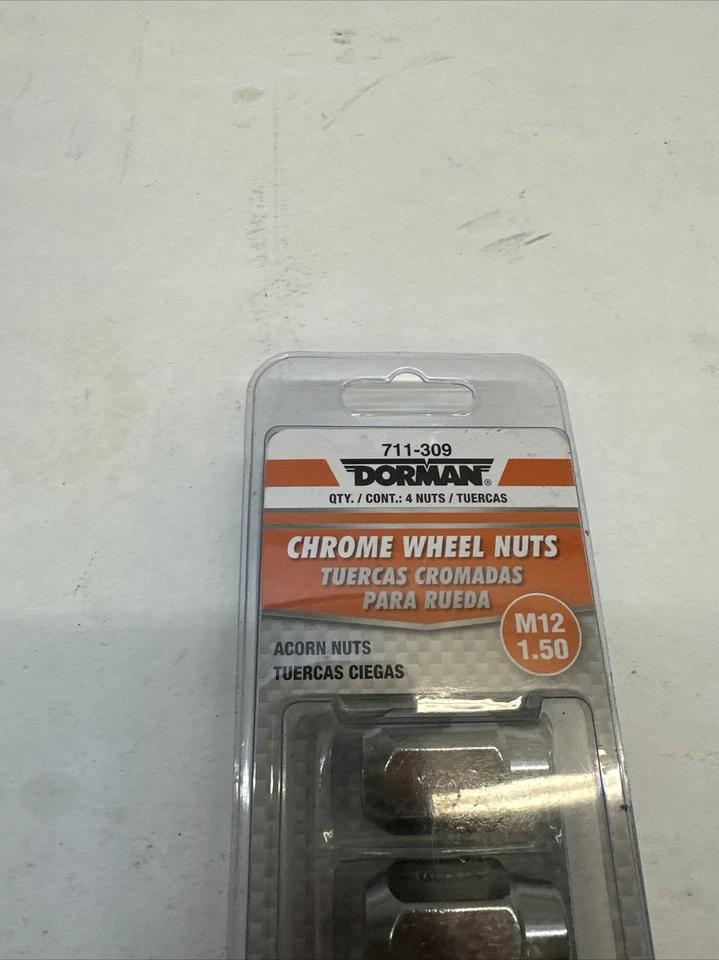 711-309
DORMAN®
QTY. / CONT.: 4 NUTS / TUERCAS
CHROME WHEEL NUTS
TUERCAS CROMADAS
PARA RUEDA
M12
1.50
ACORN NUTS
TUERCAS CIEGAS